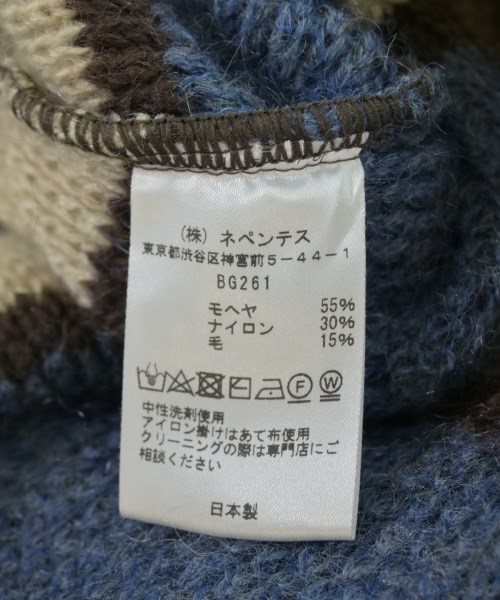 (株) ネペンテス
東京都渋谷区神宮前5-44-1
BG261
モヘヤ 55%
ナイロン 30%
毛 15%
F W
中性洗剤使用
アイロン掛けはあて布使用
クリーニングの際は専門店にご
相談ください
日本製